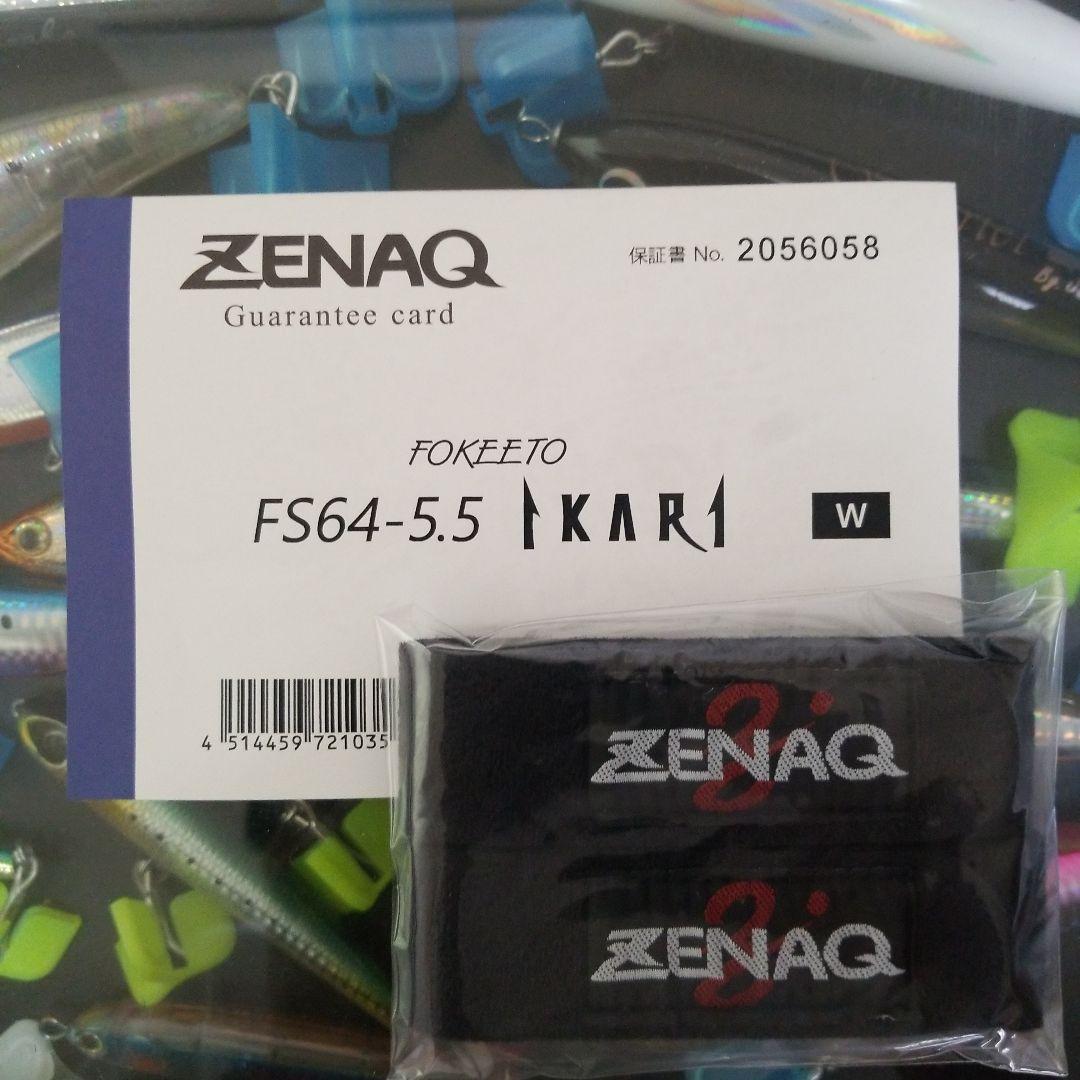 ZENAQ
Guarantee card
保証書 No. 2056058
FOKEETO
FS64-5.5 IKARI W
4 514459 721035
ZENAQ
ZENAQ